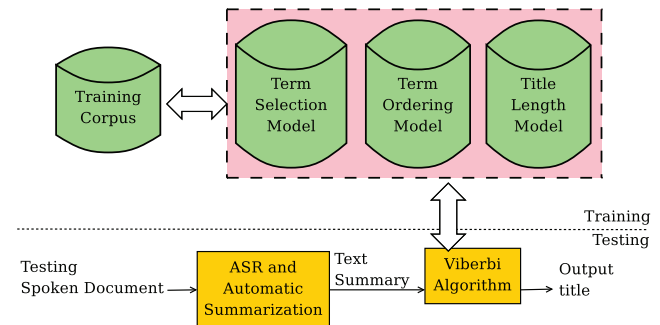 Training
Corpus
Term
Selection
Model
Term
Ordering
Model
Title
Length
Model
Training
Testing
Testing
Spoken Document
ASR and
Automatic
Summarization
Text
Summary
Viberbi
Algorithm
Output
title